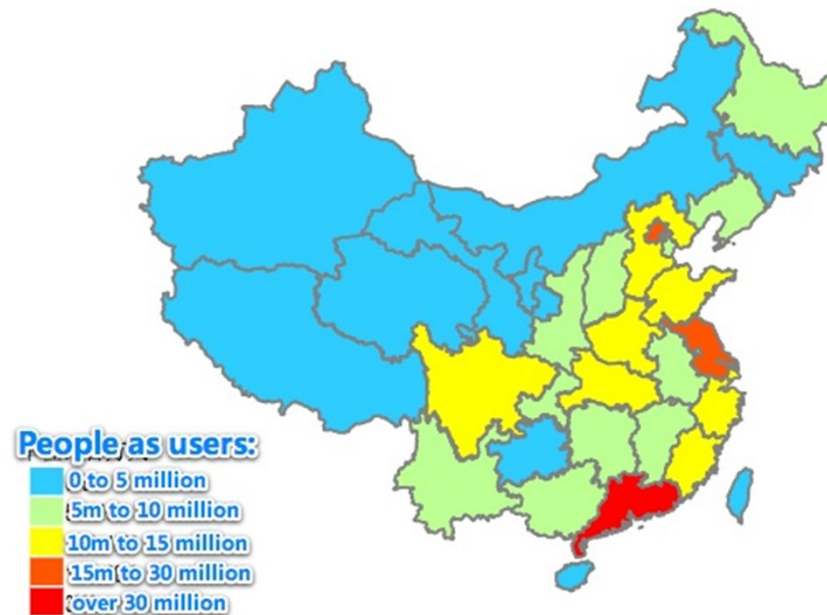 People as users:
0 to 5 million
5m to 10 million
10m to 15 million
15m to 30 million
over 30 million